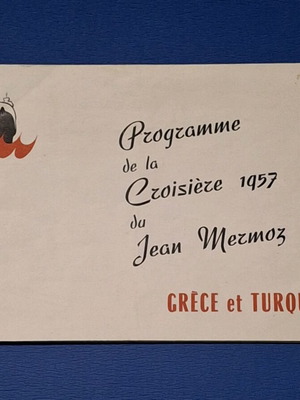 Programme
de la
Croisière 1957
du
Jean Mermoz
GRÈCE et TURQU